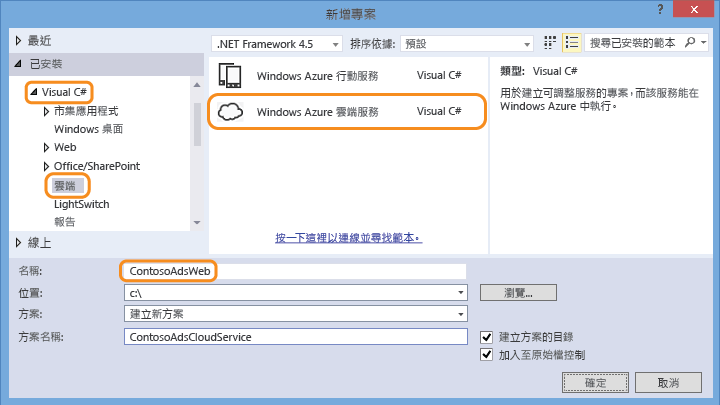 新增專案
? ×
最近
.NET Framework 4.5 排序依據: 預設 搜尋已安裝的範本
已安裝
Visual C#
市集應用程式
Windows 桌面
Web
Office/SharePoint
雲端
LightSwitch
報告
線上
Windows Azure 行動服務 Visual C#
Windows Azure 雲端服務 Visual C#
按一下這裡以連線並尋找範本。
類型: Visual C#
用於建立可調整服務的專案，而該服務能在
Windows Azure 中執行。
名稱: ContosoAdsWeb
位置: c:\ 瀏覽...
方案: 建立新方案
方案名稱: ContosoAdsCloudService
建立方案的目錄
加入至原始檔控制
確定 取消